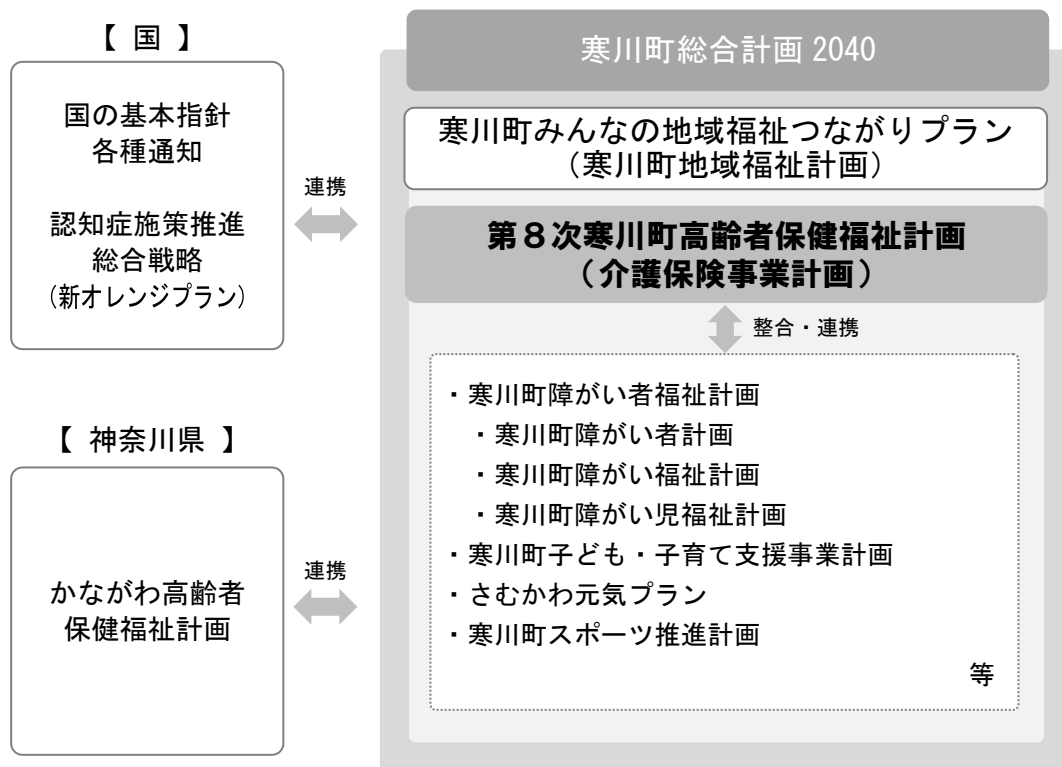 【 国 】
国の基本指針
各種通知
認知症施策推進
総合戦略
(新オレンジプラン)
連携
【 神奈川県 】
かながわ高齢者
保健福祉計画
連携
寒川町総合計画 2040
寒川町みんなの地域福祉つながりプラン
(寒川町地域福祉計画)
第8次寒川町高齢者保健福祉計画
(介護保険事業計画)
整合・連携
・寒川町障がい者福祉計画
・寒川町障がい者計画
・寒川町障がい福祉計画
・寒川町障がい児福祉計画
・寒川町子ども・子育て支援事業計画
・さむかわ元気プラン
・寒川町スポーツ推進計画
等